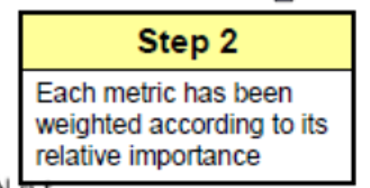 Step 2
Each metric has been
weighted according to its
relative importance